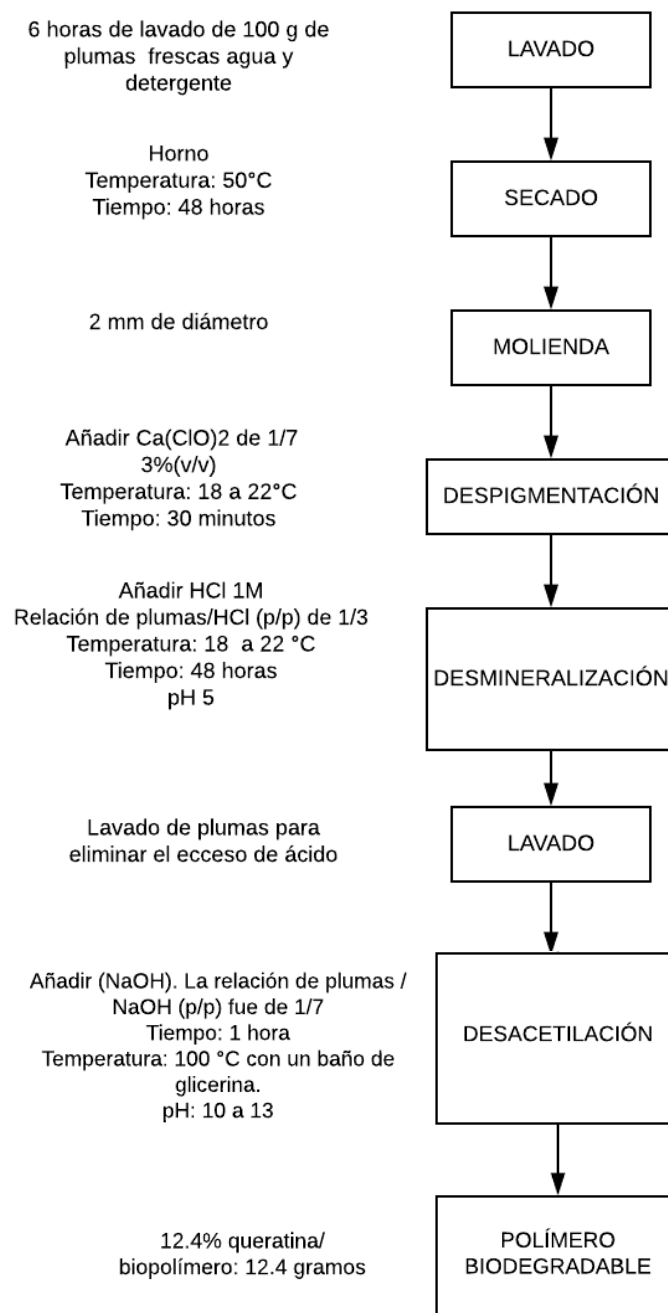 6 horas de lavado de 100 g de
plumas  frescas agua y
detergente
LAVADO
Horno
Temperatura: 50°C
Tiempo: 48 horas
SECADO
2 mm de diámetro
MOLIENDA
Añadir Ca(ClO)2 de 1/7
3%(v/v)
Temperatura: 18 a 22°C
Tiempo: 30 minutos
DESPIGMENTACIÓN
Añadir HCl 1M
Relación de plumas/HCl (p/p) de 1/3
Temperatura: 18  a 22 °C
Tiempo: 48 horas
pH 5
DESMINERALIZACIÓN
Lavado de plumas para
eliminar el ecceso de ácido
LAVADO
Añadir (NaOH). La relación de plumas /
NaOH (p/p) fue de 1/7
Tiempo: 1 hora
Temperatura: 100 °C con un baño de
glicerina.
pH: 10 a 13
DESACETILACIÓN
12.4% queratina/
biopolímero: 12.4 gramos
POLÍMERO
BIODEGRADABLE